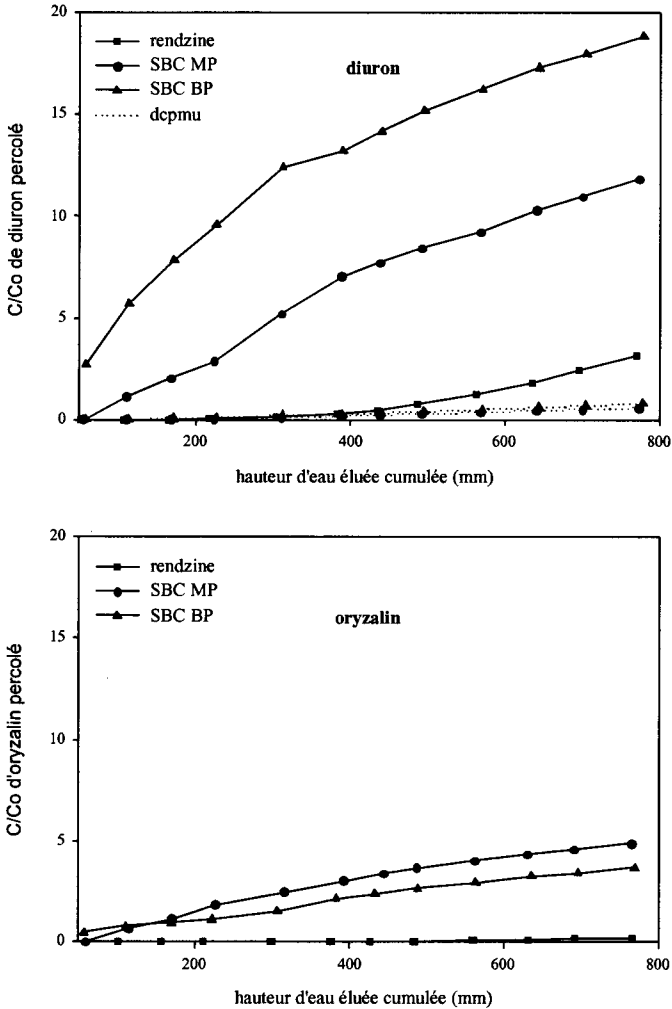 20
15
10
5
0
C/Co de diuron percolé
rendzine
SBC MP
SBC BP
dcpmu
diuron
200
400
600
800
hauteur d'eau éluée cumulée (mm)
20
15
10
5
0
C/Co d'oryzalin percolé
rendzine
SBC MP
SBC BP
oryzalin
200
400
600
800
hauteur d'eau éluée cumulée (mm)